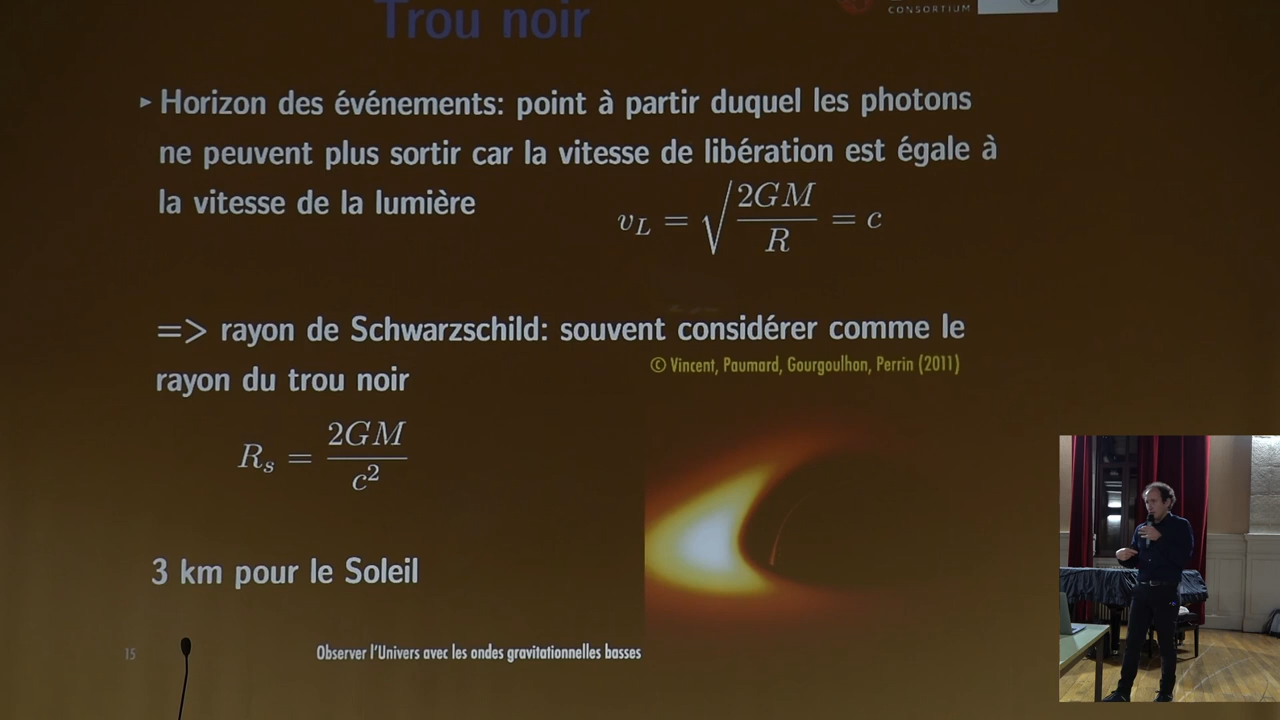 CONSORTIUM
Trou noir
▸ Horizon des événements: point à partir duquel les photons
ne peuvent plus sortir car la vitesse de libération est égale à
la vitesse de la lumière
v_L = √(2GM/R) = c
=> rayon de Schwarzschild: souvent considérer comme le
rayon du trou noir
© Vincent, Paumard, Gourgoulhon, Perrin (2011)
R_s = 2GM/c²
3 km pour le Soleil
15
Observer l'Univers avec les ondes gravitationnelles basses